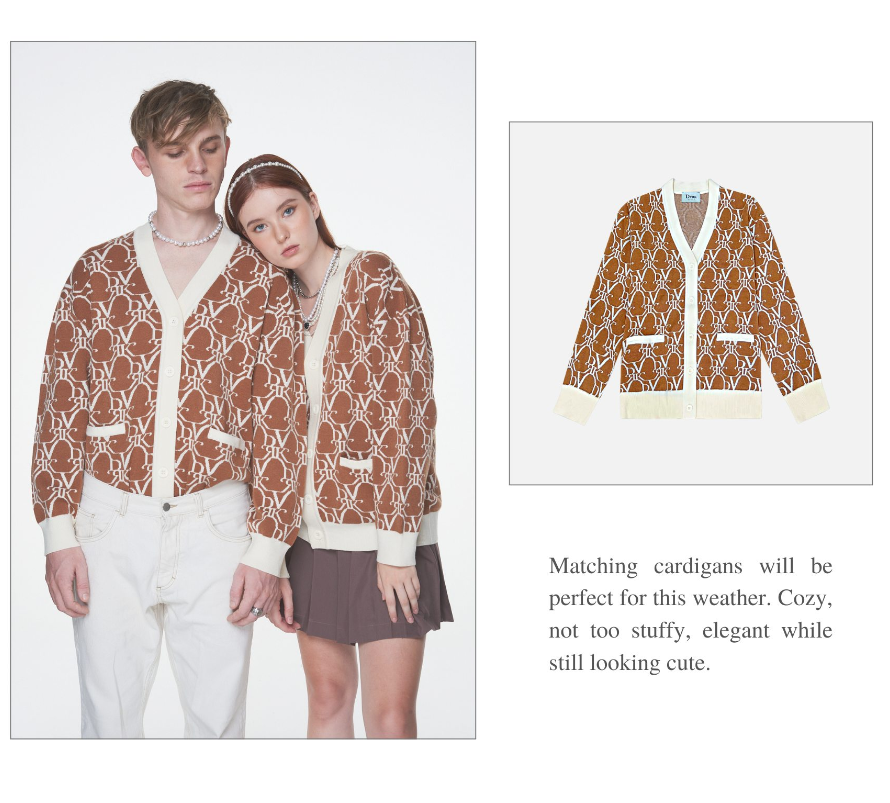 Matching cardigans will be
perfect for this weather. Cozy,
not too stuffy, elegant while
still looking cute.